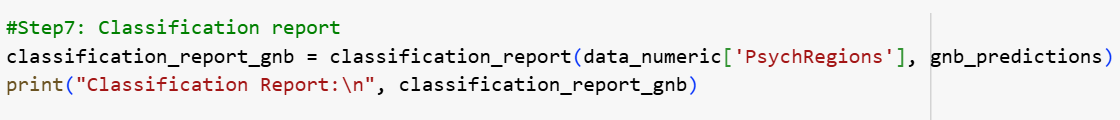 #Step7: Classification report
classification_report_gnb = classification_report(data_numeric['PsychRegions'], gnb_predictions)
print("Classification Report:\n", classification_report_gnb)